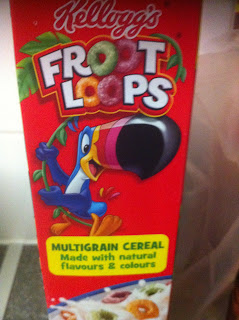 Kellogg's
FROOT
LOOPS
MULTIGRAIN CEREAL
Made with natural
flavours & colours